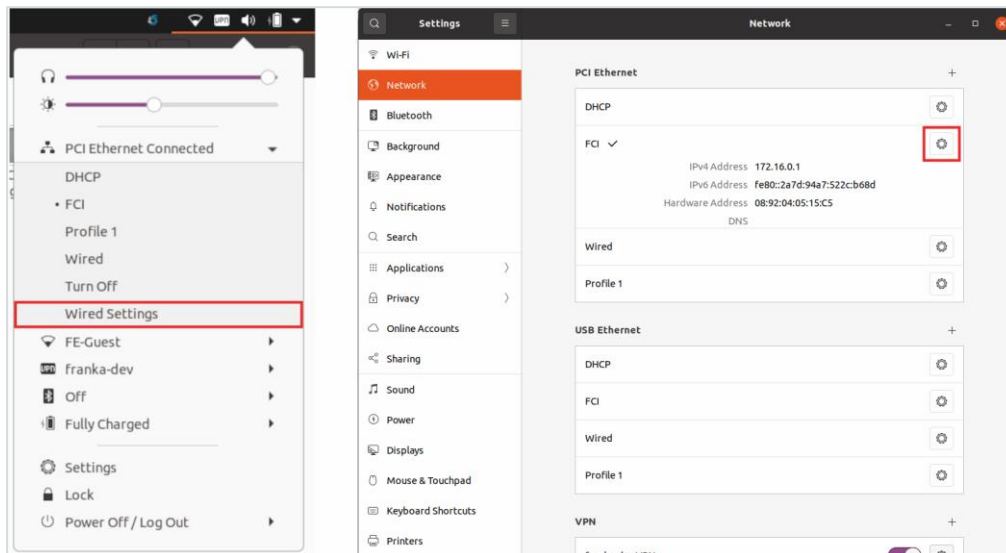 VPN
PCI Ethernet Connected
DHCP
• FCI
Profile 1
Wired
Turn Off
Wired Settings
FE-Guest
VPN franka-dev
Off
Fully Charged
Settings
Lock
Power Off / Log Out
Settings
Wi-Fi
Network
Bluetooth
Background
Appearance
Notifications
Search
Applications
Privacy
Online Accounts
Sharing
Sound
Power
Displays
Mouse & Touchpad
Keyboard Shortcuts
Printers
Network
PCI Ethernet
DHCP
FCI
IPv4 Address 172.16.0.1
IPv6 Address fe80::2a7d:94a7:522c:b68d
Hardware Address 08:92:04:05:15:C5
DNS
Wired
Profile 1
USB Ethernet
DHCP
FCI
Wired
Profile 1
VPN